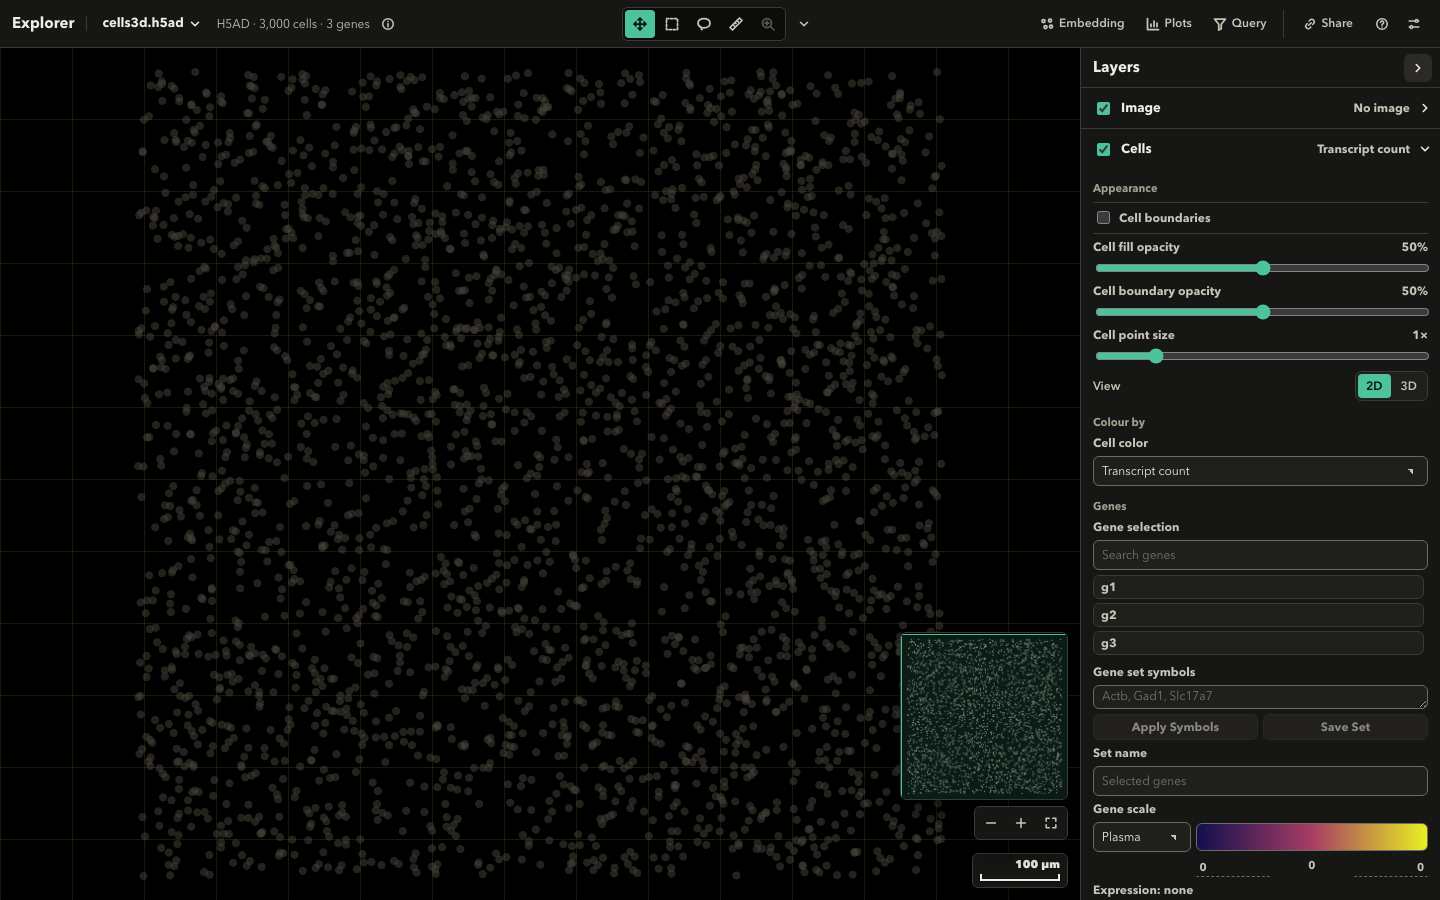 Explorer
cells3d.h5ad
H5AD · 3,000 cells · 3 genes
Embedding
Plots
Query
Share
Layers
Image
No image
Cells
Transcript count
Appearance
Cell boundaries
Cell fill opacity
50%
Cell boundary opacity
50%
Cell point size
1×
View
2D
3D
Colour by
Cell color
Transcript count
Genes
Gene selection
Search genes
g1
g2
g3
Gene set symbols
Actb, Gad1, Slc17a7
Apply Symbols
Save Set
Set name
Selected genes
Gene scale
Plasma
0
0
0
Expression: none
100 µm